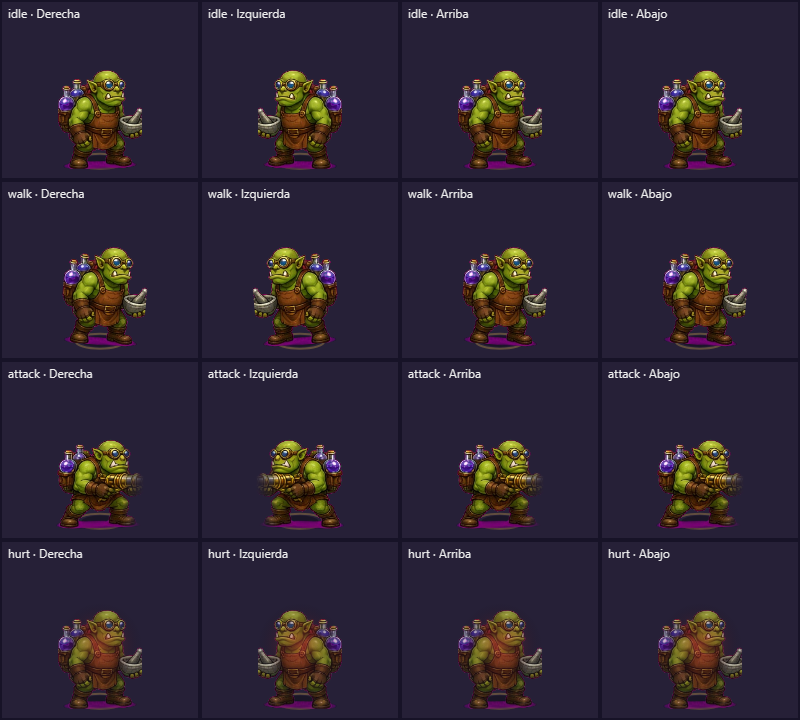 idle · Derecha
idle · Izquierda
idle · Arriba
idle · Abajo
walk · Derecha
walk · Izquierda
walk · Arriba
walk · Abajo
attack · Derecha
attack · Izquierda
attack · Arriba
attack · Abajo
hurt · Derecha
hurt · Izquierda
hurt · Arriba
hurt · Abajo